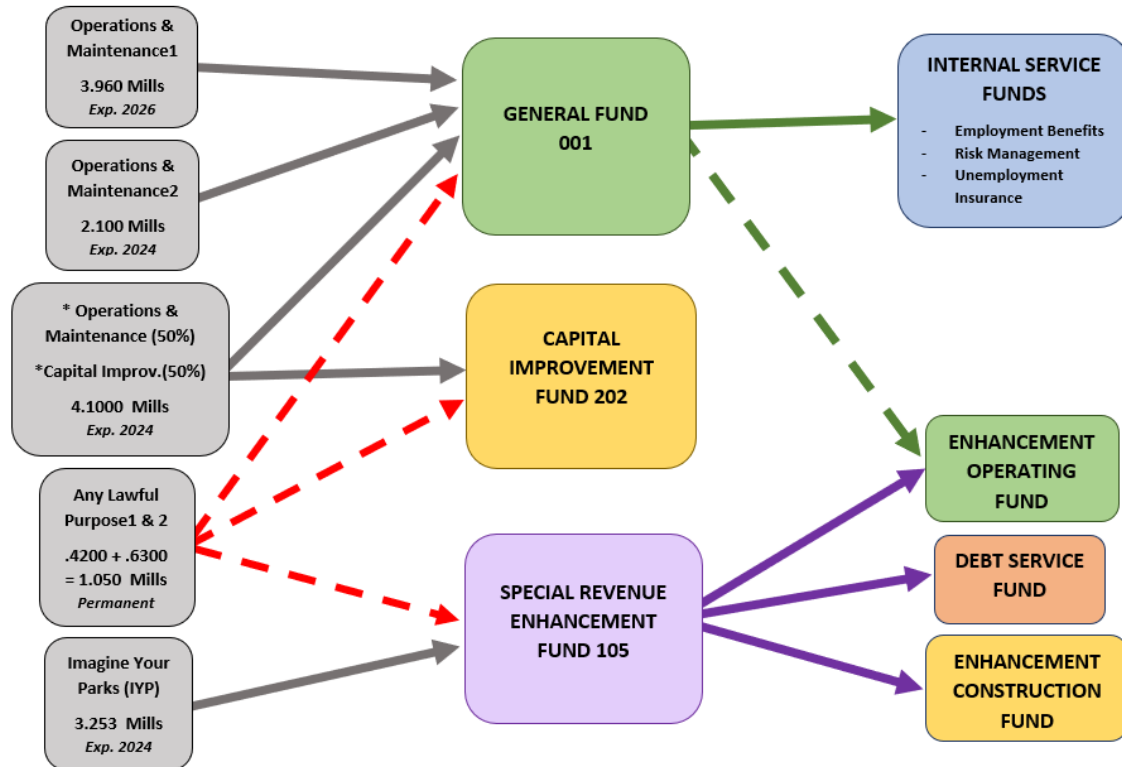 Operations &
Maintenance1
3.960 Mills
Exp. 2026
Operations &
Maintenance2
2.100 Mills
Exp. 2024
* Operations &
Maintenance (50%)
*Capital Improv.(50%)
4.1000 Mills
Exp. 2024
Any Lawful
Purpose1 & 2
.4200 + .6300
= 1.050 Mills
Permanent
Imagine Your
Parks (IYP)
3.253 Mills
Exp. 2024
GENERAL FUND
001
CAPITAL
IMPROVEMENT
FUND 202
SPECIAL REVENUE
ENHANCEMENT
FUND 105
INTERNAL SERVICE
FUNDS
- Employment Benefits
- Risk Management
- Unemployment
Insurance
ENHANCEMENT
OPERATING
FUND
DEBT SERVICE
FUND
ENHANCEMENT
CONSTRUCTION
FUND